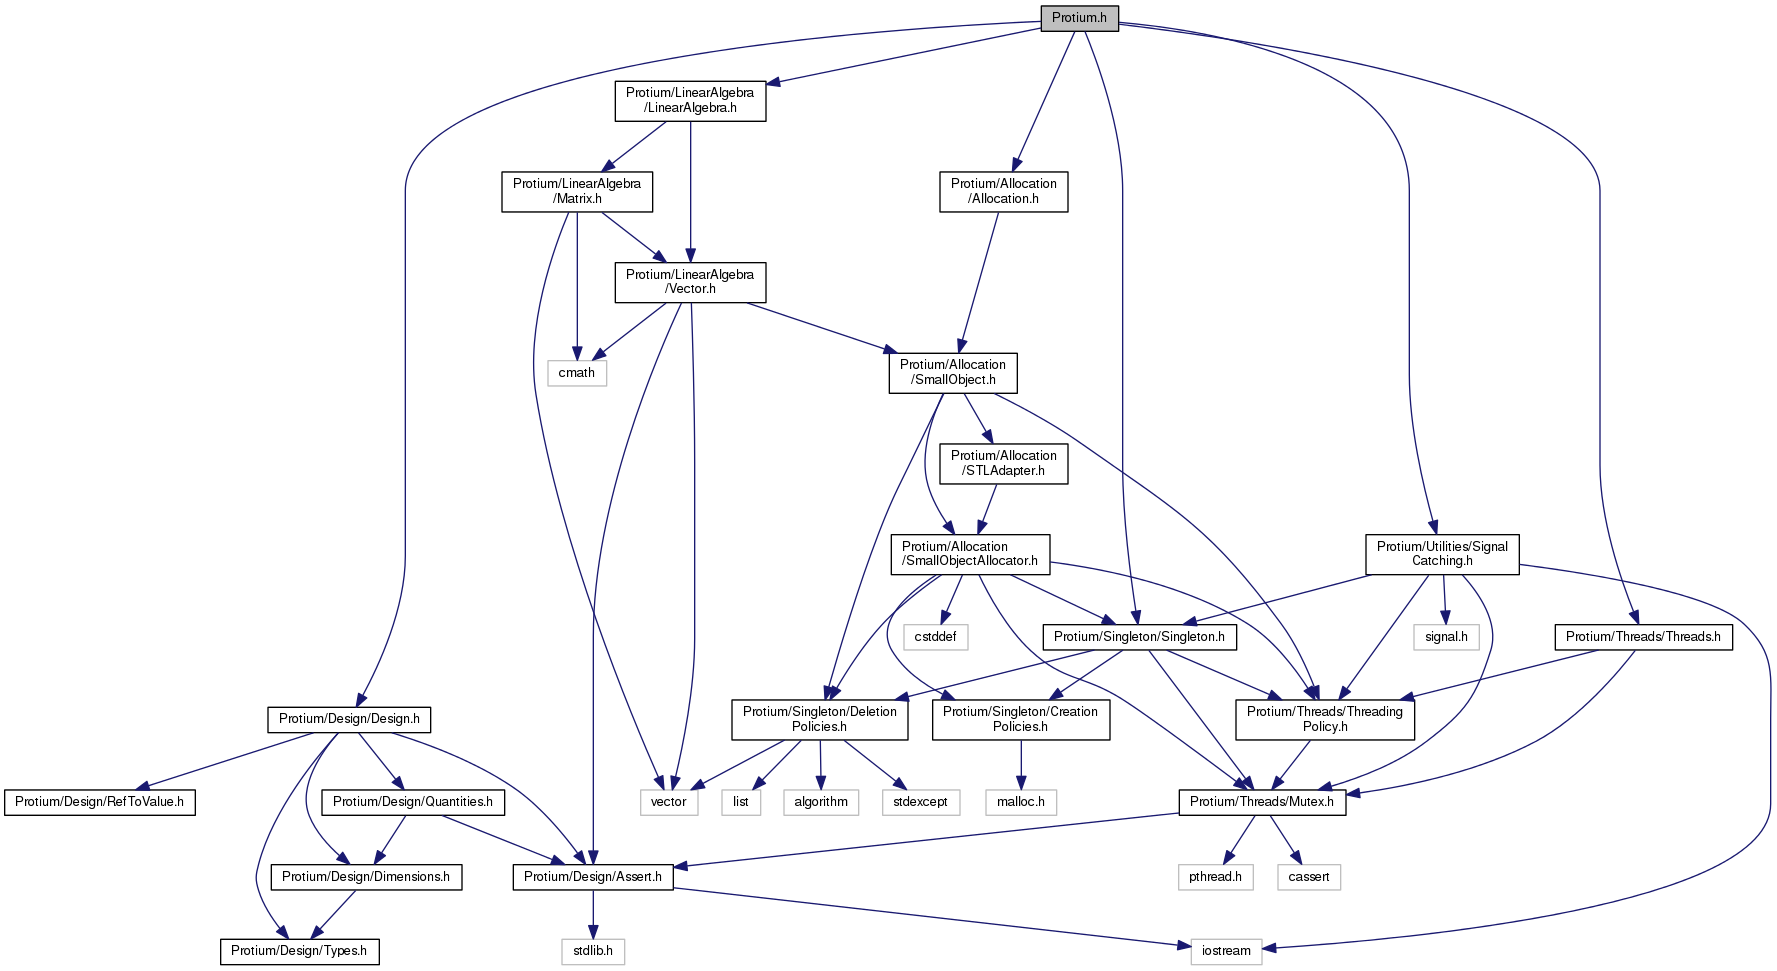 Protium.h
Protium/LinearAlgebra
/LinearAlgebra.h
Protium/LinearAlgebra
/Matrix.h
Protium/Allocation
/Allocation.h
Protium/LinearAlgebra
/Vector.h
cmath
Protium/Allocation
/SmallObject.h
Protium/Allocation
/STLAdapter.h
Protium/Allocation
/SmallObjectAllocator.h
Protium/Utilities/Signal
Catching.h
cstddef
Protium/Singleton/Singleton.h
signal.h
Protium/Threads/Threads.h
Protium/Design/Design.h
Protium/Singleton/Deletion
Policies.h
Protium/Singleton/Creation
Policies.h
Protium/Threads/Threading
Policy.h
Protium/Design/RefToValue.h
Protium/Design/Quantities.h
vector
list
algorithm
stdexcept
malloc.h
Protium/Threads/Mutex.h
Protium/Design/Dimensions.h
Protium/Design/Assert.h
pthread.h
cassert
Protium/Design/Types.h
stdlib.h
iostream